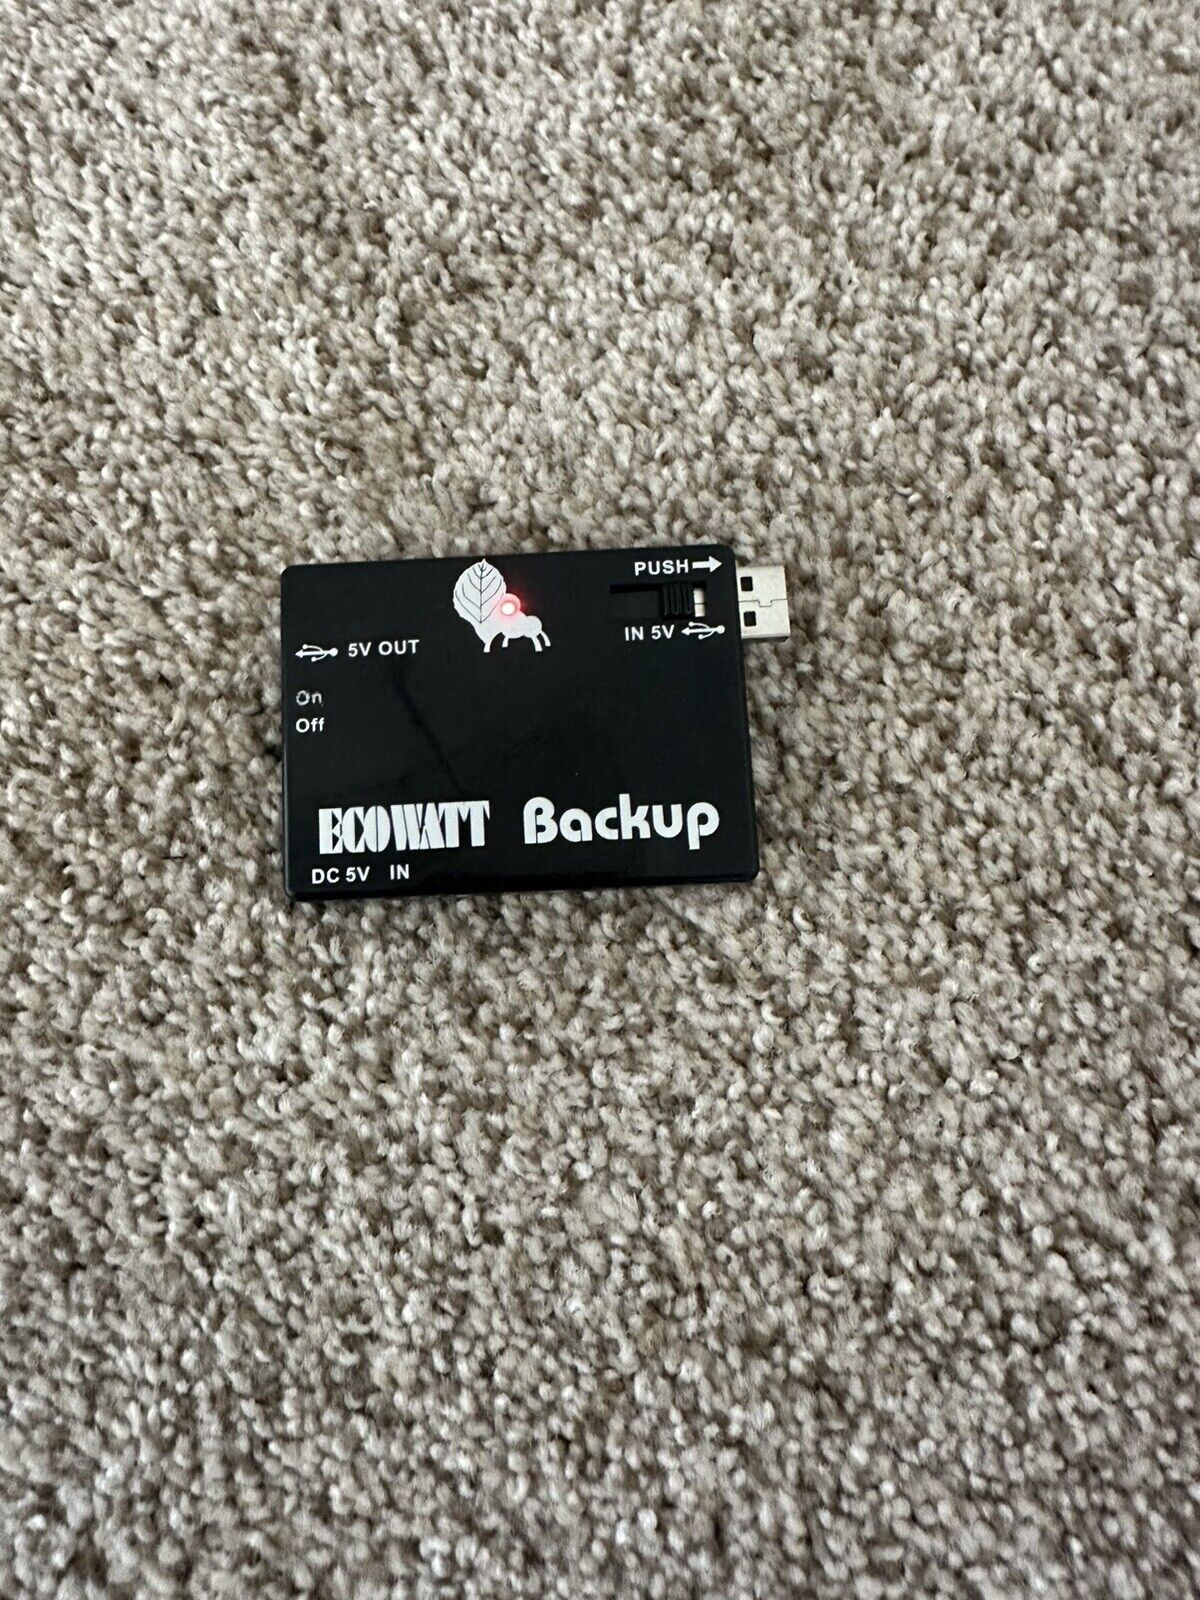 PUSH
IN 5V
5V OUT
On
Off
ECOWATT Backup
DC 5V IN